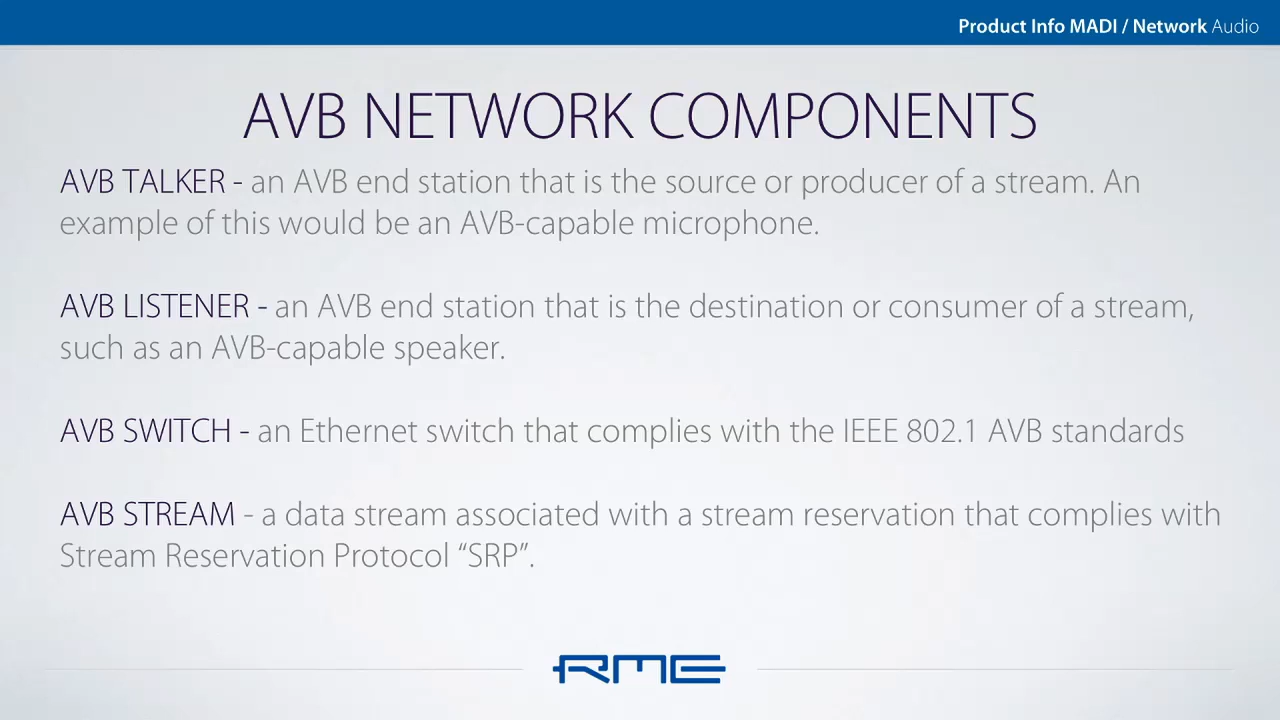 Product Info MADI / Network Audio
AVB NETWORK COMPONENTS
AVB TALKER - an AVB end station that is the source or producer of a stream. An
example of this would be an AVB-capable microphone.
AVB LISTENER - an AVB end station that is the destination or consumer of a stream,
such as an AVB-capable speaker.
AVB SWITCH - an Ethernet switch that complies with the IEEE 802.1 AVB standards
AVB STREAM - a data stream associated with a stream reservation that complies with
Stream Reservation Protocol “SRP”.
RME